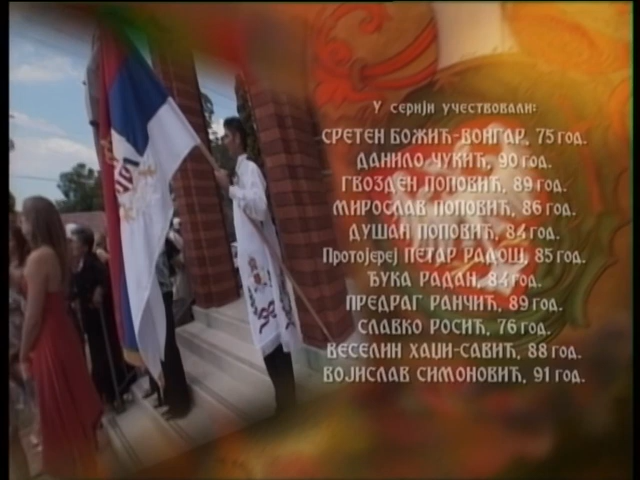 У серији учествовали:
СРЕТЕН БОЖИЋ-ВОНГАР, 75 год.
ДАНИЛО ЧУКИЋ, 90 год.
ГВОЗДЕН ПОПОВИЋ, 89 год.
МИРОСЛАВ ПОПОВИЋ, 86 год.
ДУШАН ПОПОВИЋ, 84 год.
Протојереј ПЕТАР РАДОШ, 85 год.
ЂУКА РАДАН, 84 год.
ПРЕДРАГ РАНЧИЋ, 89 год.
СЛАВКО РОСИЋ, 76 год.
ВЕСЕЛИН ХАЏИ-САВИЋ, 88 год.
ВОЈИСЛАВ СИМОНОВИЋ, 91 год.